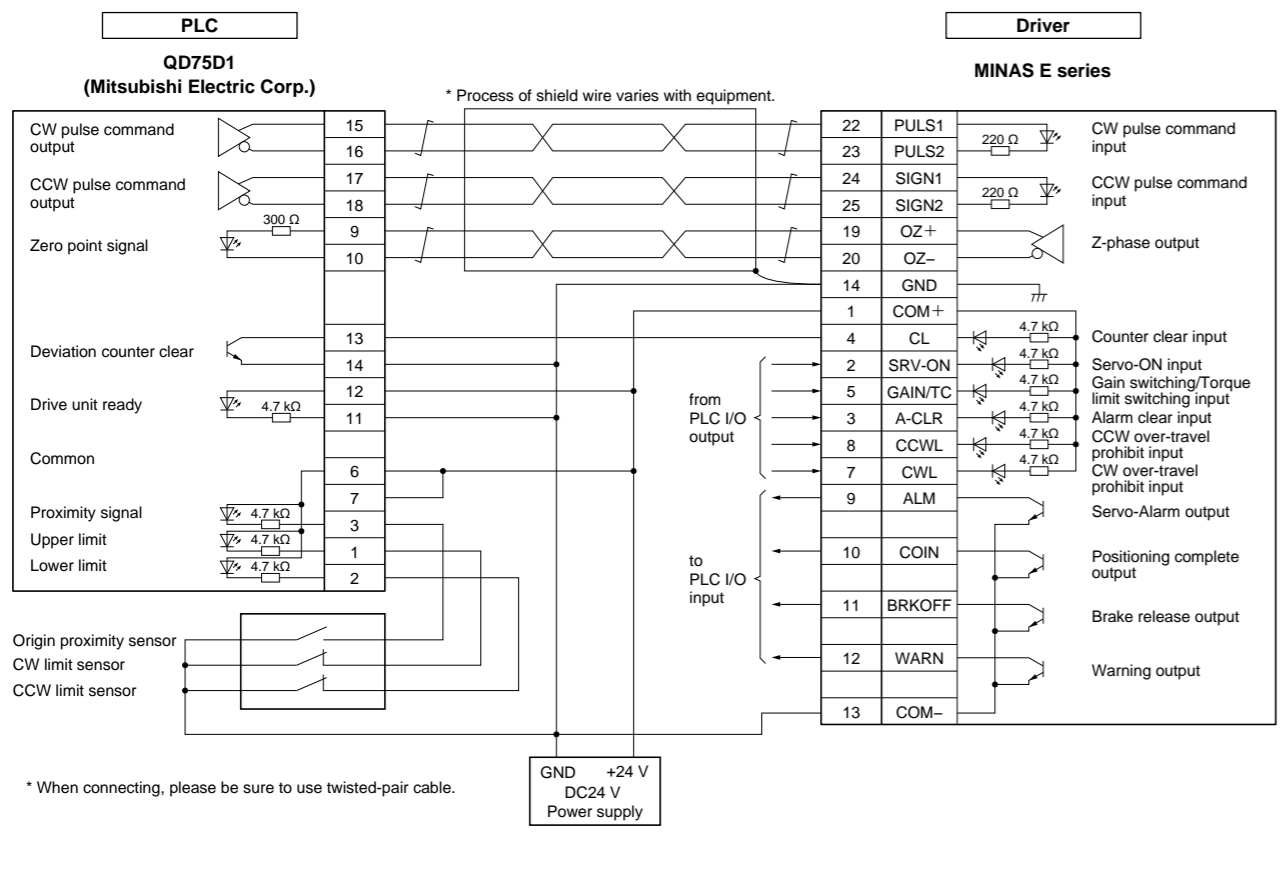 PLC
Driver
QD75D1
(Mitsubishi Electric Corp.)
MINAS E series
* Process of shield wire varies with equipment.
CW pulse command
output
15
16
22 PULS1
23 PULS2
220 Ω
CW pulse command
input
CCW pulse command
output
17
18
24 SIGN1
25 SIGN2
220 Ω
CCW pulse command
input
Zero point signal
300 Ω
9
10
19 OZ+
20 OZ−
Z-phase output
14 GND
1 COM+
Deviation counter clear
13
14
4 CL 4.7 kΩ Counter clear input
2 SRV-ON 4.7 kΩ Servo-ON input
Drive unit ready
4.7 kΩ
12
11
from
PLC I/O
output
5 GAIN/TC 4.7 kΩ Gain switching/Torque
limit switching input
3 A-CLR 4.7 kΩ Alarm clear input
8 CCWL 4.7 kΩ CCW over-travel
prohibit input
7 CWL 4.7 kΩ CW over-travel
prohibit input
Common
6
7
Proximity signal 4.7 kΩ 3
Upper limit 4.7 kΩ 1
Lower limit 4.7 kΩ 2
to
PLC I/O
input
9 ALM Servo-Alarm output
10 COIN Positioning complete
output
11 BRKOFF Brake release output
12 WARN Warning output
13 COM−
Origin proximity sensor
CW limit sensor
CCW limit sensor
GND +24 V
DC24 V
Power supply
* When connecting, please be sure to use twisted-pair cable.